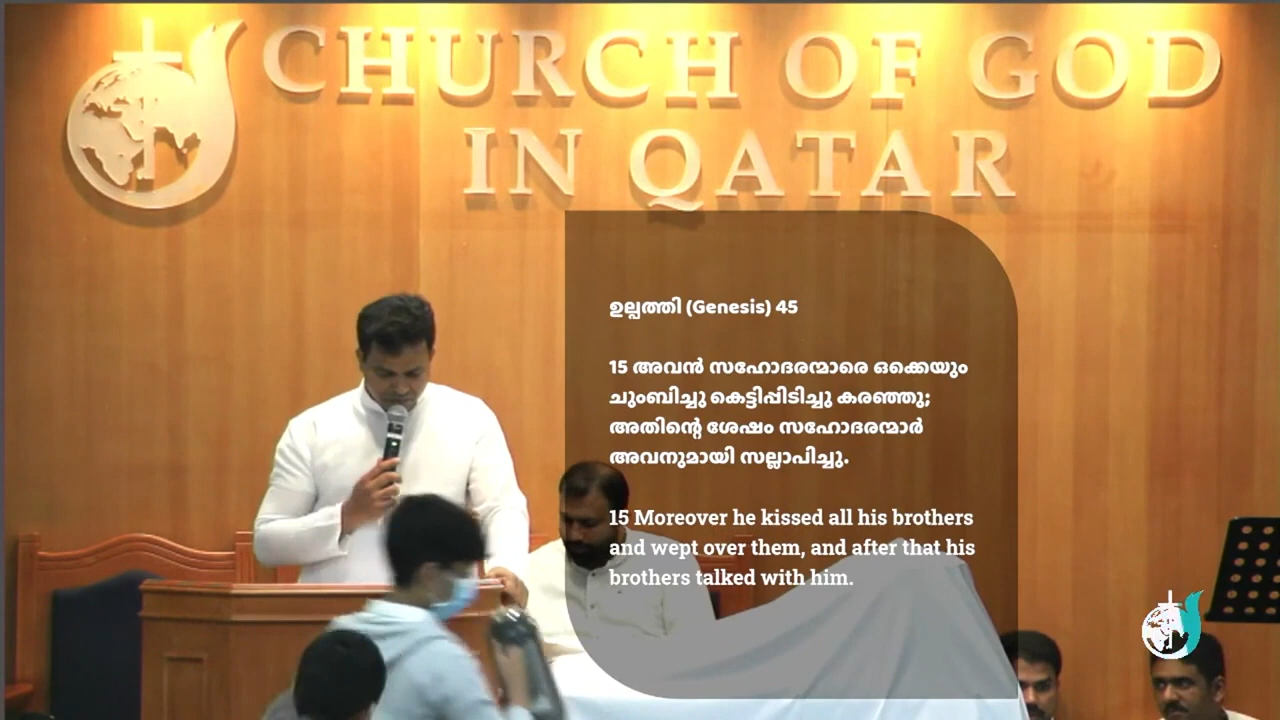 CHURCH OF GOD
IN QATAR
ഉല്പത്തി (Genesis) 45
15 അവൻ സഹോദരന്മാരെ ഒക്കെയും
ചുംബിച്ചു കെട്ടിപ്പിടിച്ചു കരഞ്ഞു;
അതിന്റെ ശേഷം സഹോദരന്മാർ
അവനുമായി സല്ലാപിച്ചു.
15 Moreover he kissed all his brothers
and wept over them, and after that his
brothers talked with him.